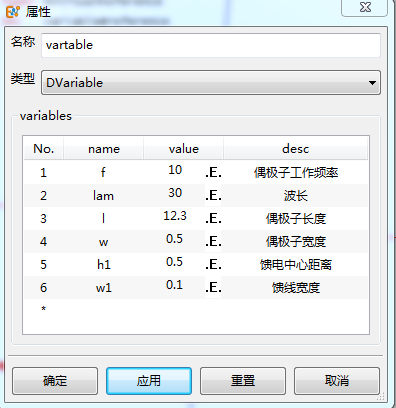 属性
名称 vartable
类型 DVariable
variables
No. name value desc
1 f 10 .E. 偶极子工作频率
2 lam 30 .E. 波长
3 l 12.3 .E. 偶极子长度
4 w 0.5 .E. 偶极子宽度
5 h1 0.5 .E. 馈电中心距离
6 w1 0.1 .E. 馈线宽度
*
确定 应用 重置 取消